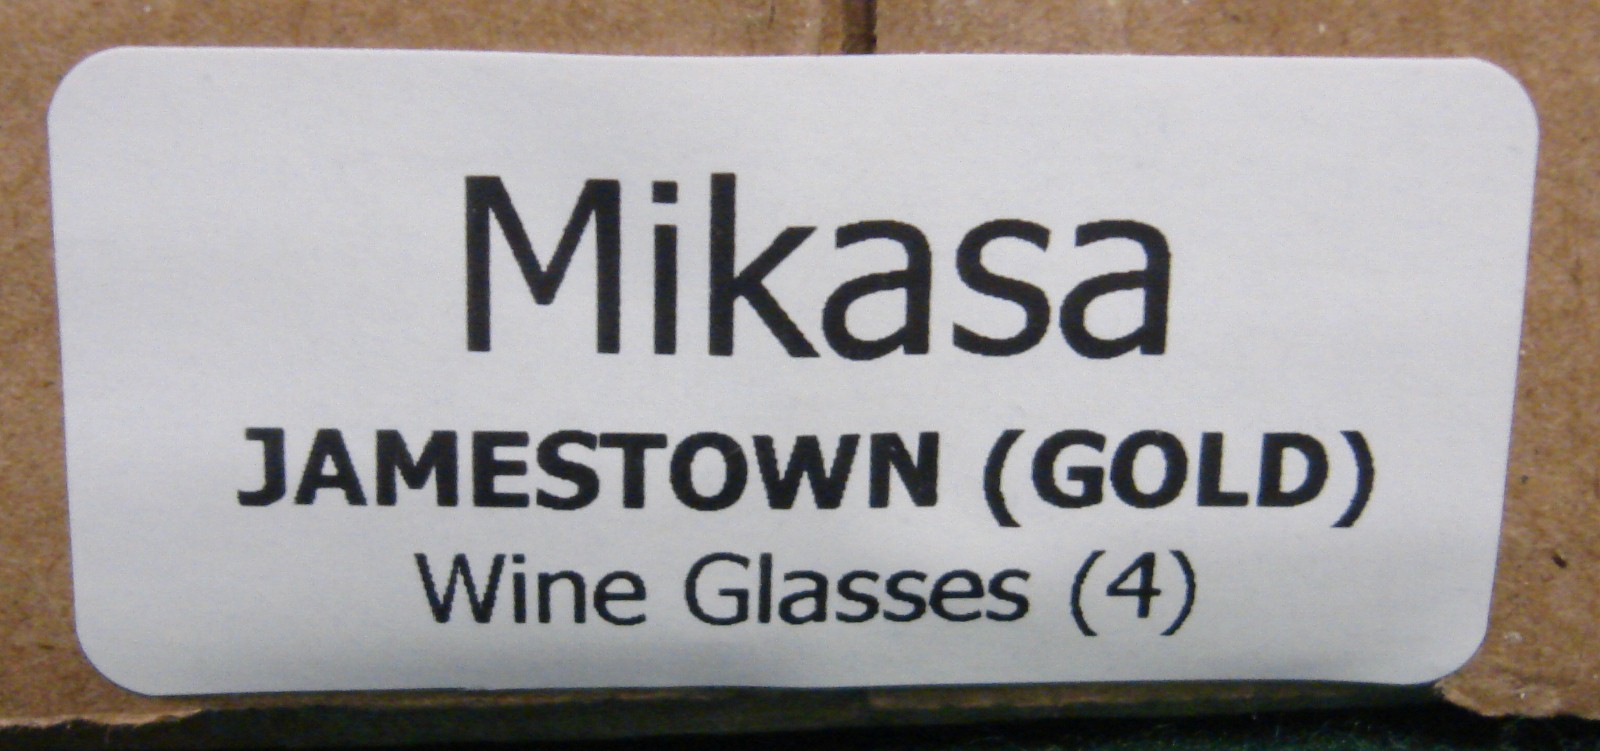 Mikasa
JAMESTOWN (GOLD)
Wine Glasses (4)